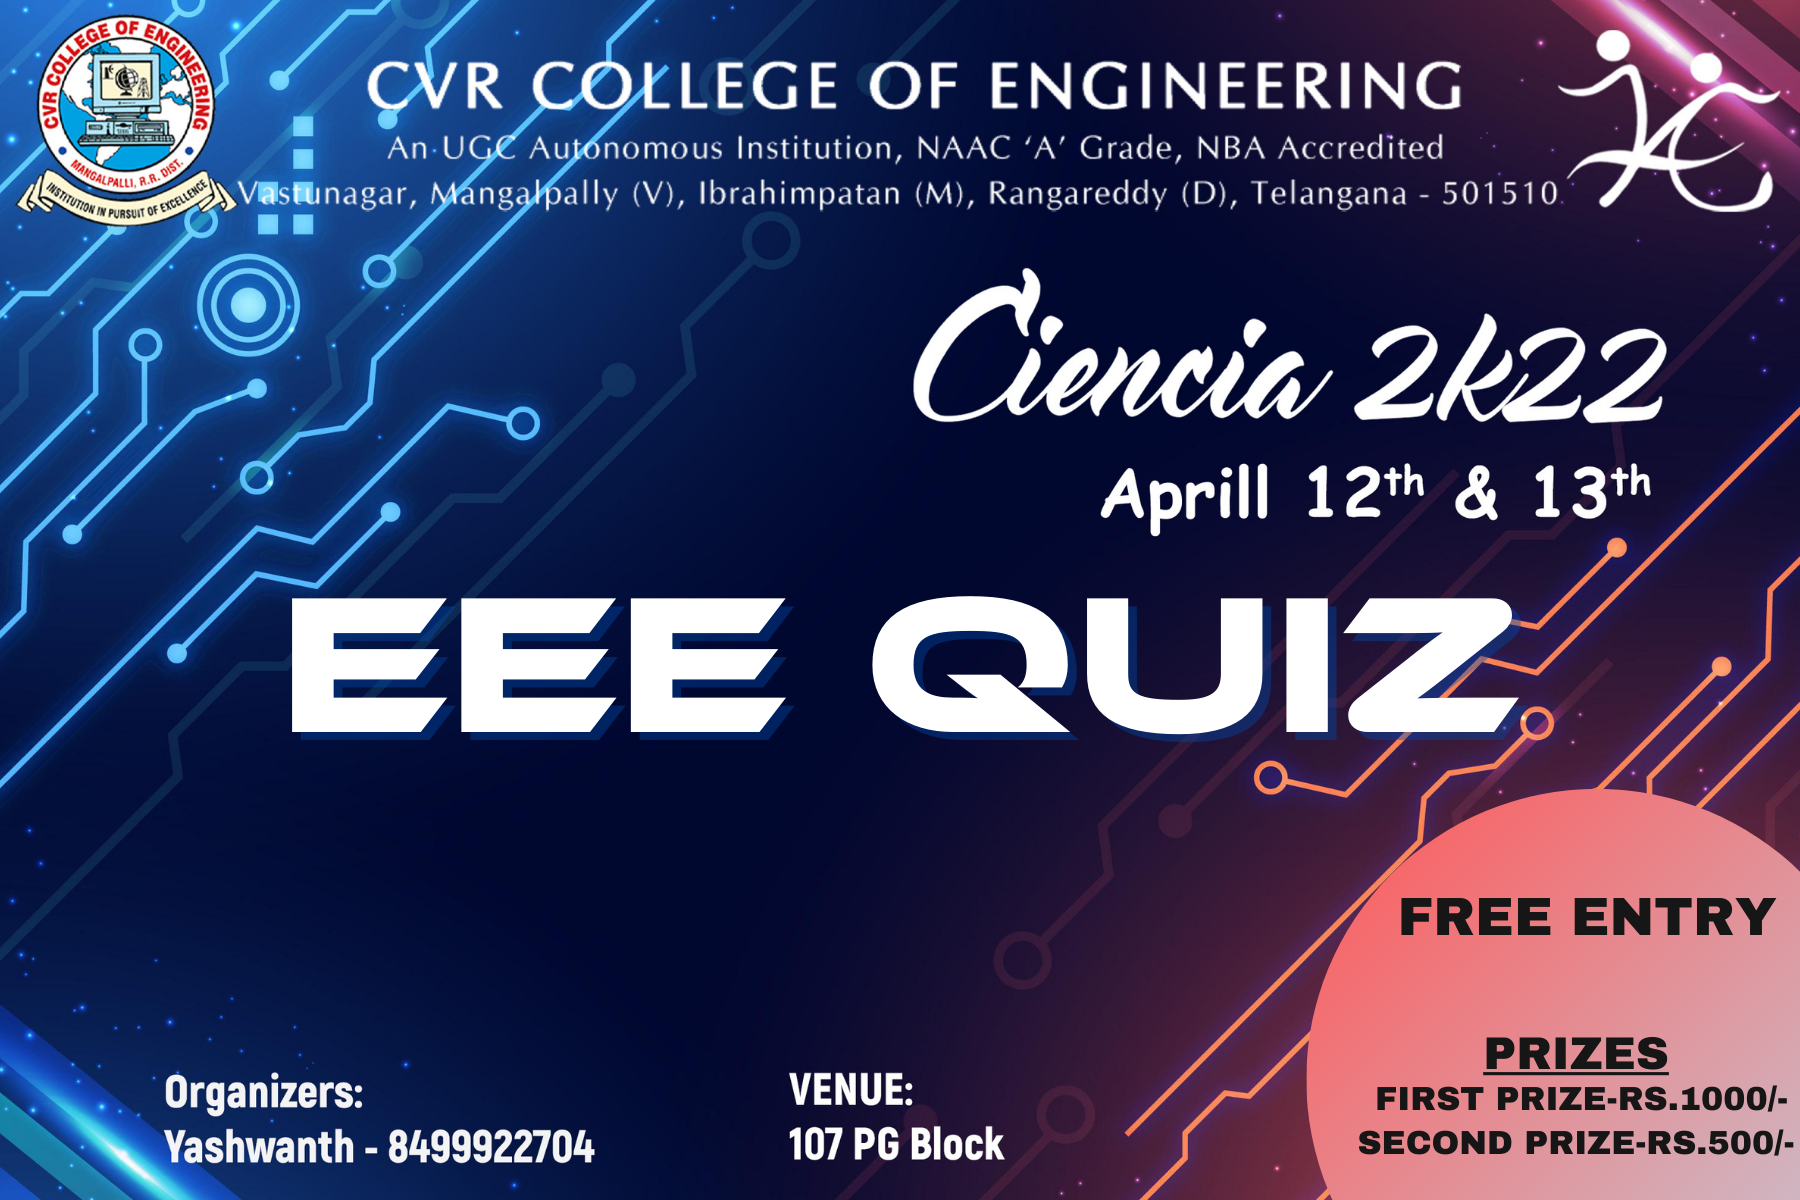 CVR COLLEGE OF ENGINEERING
MANGALPALLI, R.R. DIST.
INSTITUTION IN PURSUIT OF EXCELLENCE
CVR COLLEGE OF ENGINEERING
An UGC Autonomous Institution, NAAC ‘A’ Grade, NBA Accredited
Vastunagar, Mangalpally (V), Ibrahimpatan (M), Rangareddy (D), Telangana - 501510
Ciencia 2k22
Aprill 12th & 13th
EEE QUIZ
FREE ENTRY
PRIZES
FIRST PRIZE-RS.1000/-
SECOND PRIZE-RS.500/-
Organizers:
Yashwanth - 8499922704
VENUE:
107 PG Block